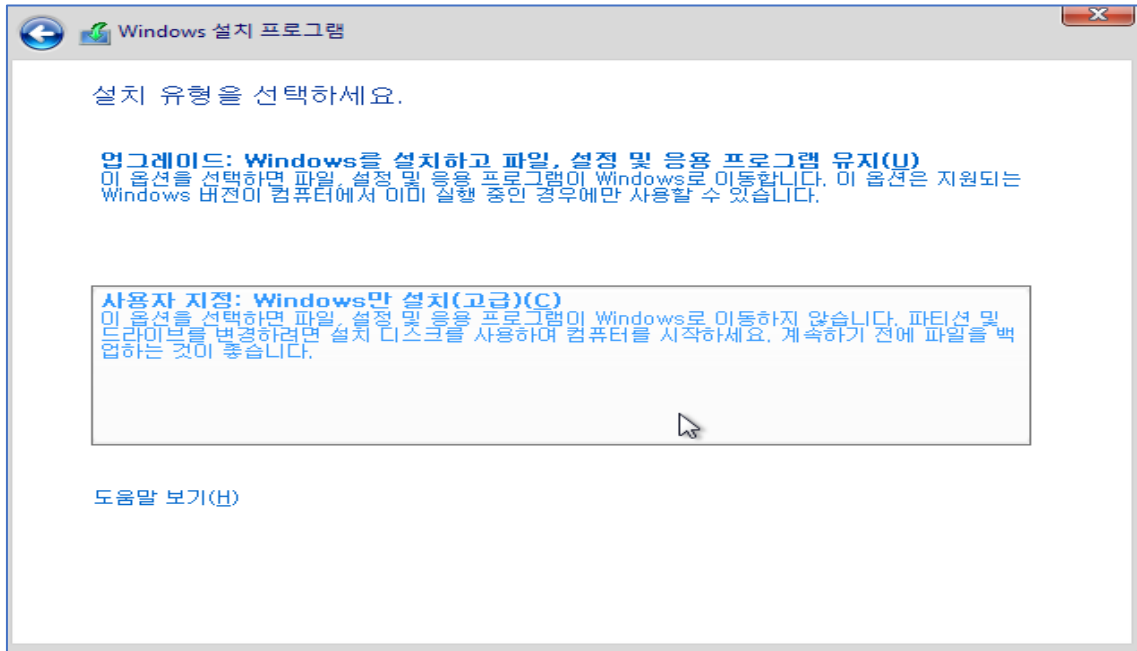 Windows 설치 프로그램
설치 유형을 선택하세요.
업그레이드: Windows를 설치하고 파일, 설정 및 응용 프로그램 유지(U)
이 옵션을 선택하면 파일, 설정 및 응용 프로그램이 Windows로 이동합니다. 이 옵션은 지원되는
Windows 버전이 컴퓨터에서 이미 실행 중인 경우에만 사용할 수 있습니다.
사용자 지정: Windows만 설치(고급)(C)
이 옵션을 선택하면 파일, 설정 및 응용 프로그램이 Windows로 이동하지 않습니다. 파티션 및
드라이브를 변경하려면 설치 디스크를 사용하여 컴퓨터를 시작하세요. 계속하기 전에 파일을 백
업하는 것이 좋습니다.
도움말 보기(H)